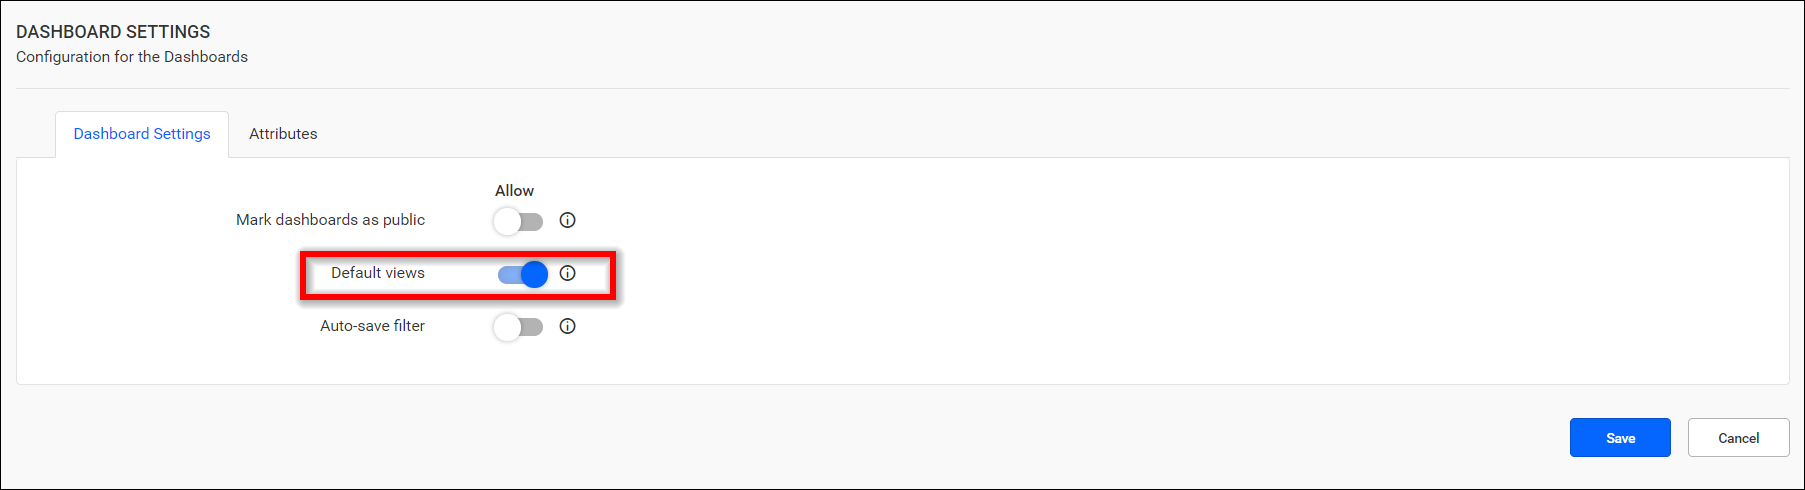 DASHBOARD SETTINGS
Configuration for the Dashboards
Dashboard Settings Attributes
Allow
Mark dashboards as public
Default views
Auto-save filter
Save Cancel